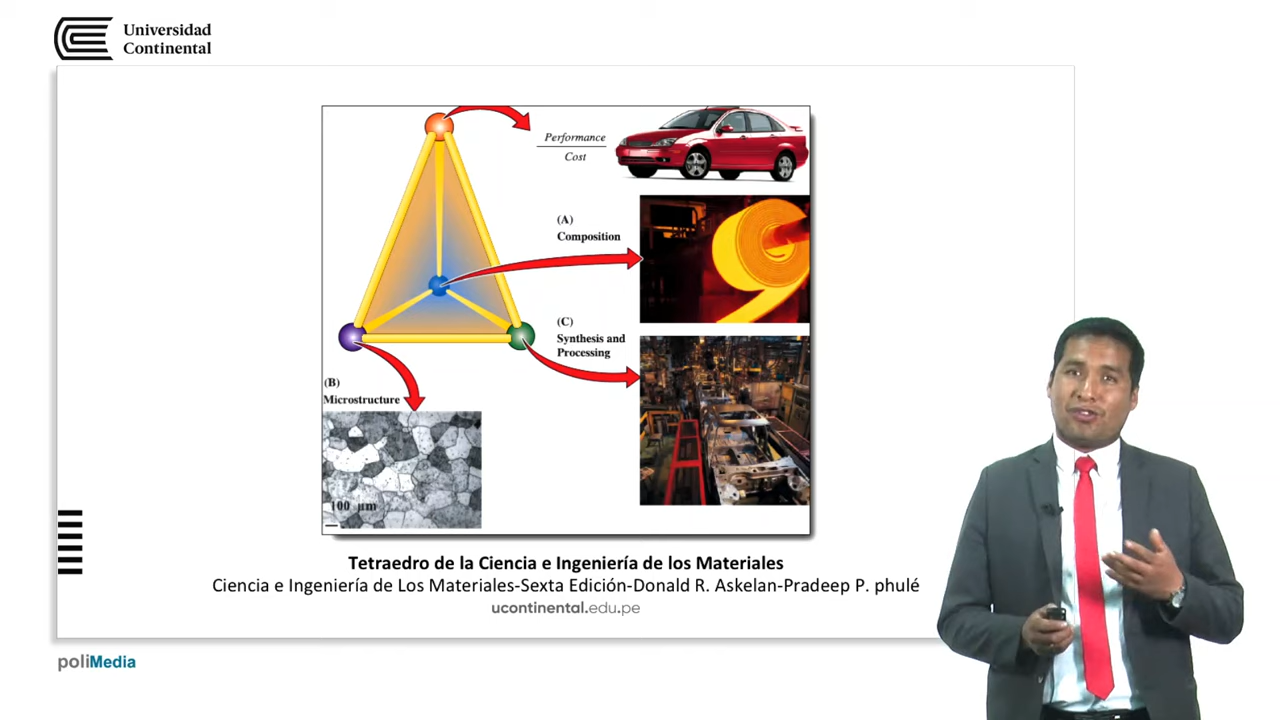 Universidad
Continental
Performance
Cost
(A)
Composition
(C)
Synthesis and
Processing
(B)
Microstructure
100 μm
Tetraedro de la Ciencia e Ingeniería de los Materiales
Ciencia e Ingeniería de Los Materiales-Sexta Edición-Donald R. Askelan-Pradeep P. phulé
ucontinental.edu.pe
poliMedia